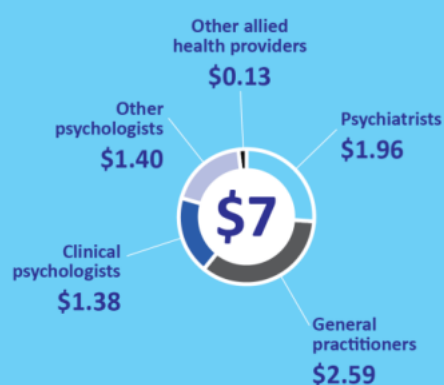 Other allied
health providers
$0.13
Psychiatrists
$1.96
Other
psychologists
$1.40
$7
Clinical
psychologists
$1.38
General
practitioners
$2.59